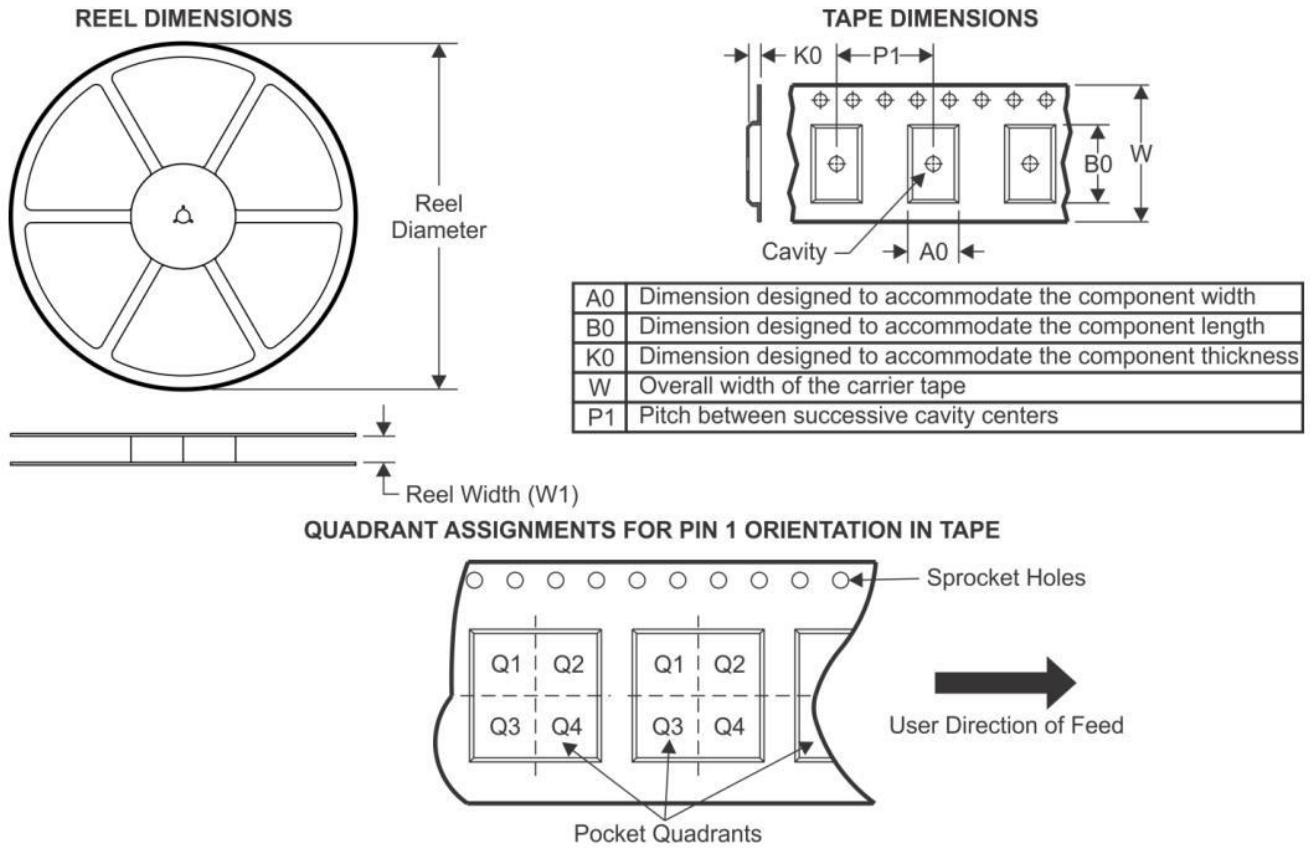 REEL DIMENSIONS
Reel
Diameter
Reel Width (W1)
TAPE DIMENSIONS
K0
P1
B0
W
Cavity
A0
A0 Dimension designed to accommodate the component width
B0 Dimension designed to accommodate the component length
K0 Dimension designed to accommodate the component thickness
W Overall width of the carrier tape
P1 Pitch between successive cavity centers
QUADRANT ASSIGNMENTS FOR PIN 1 ORIENTATION IN TAPE
Sprocket Holes
Q1 Q2 Q1 Q2
Q3 Q4 Q3 Q4
User Direction of Feed
Pocket Quadrants